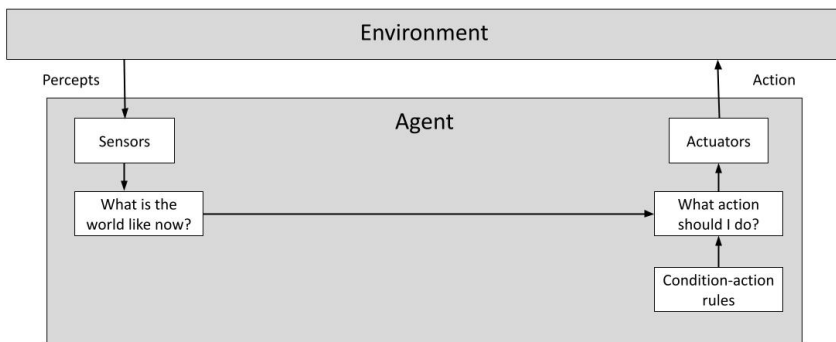 Environment
Percepts
Action
Agent
Sensors
Actuators
What is the
world like now?
What action
should I do?
Condition-action
rules